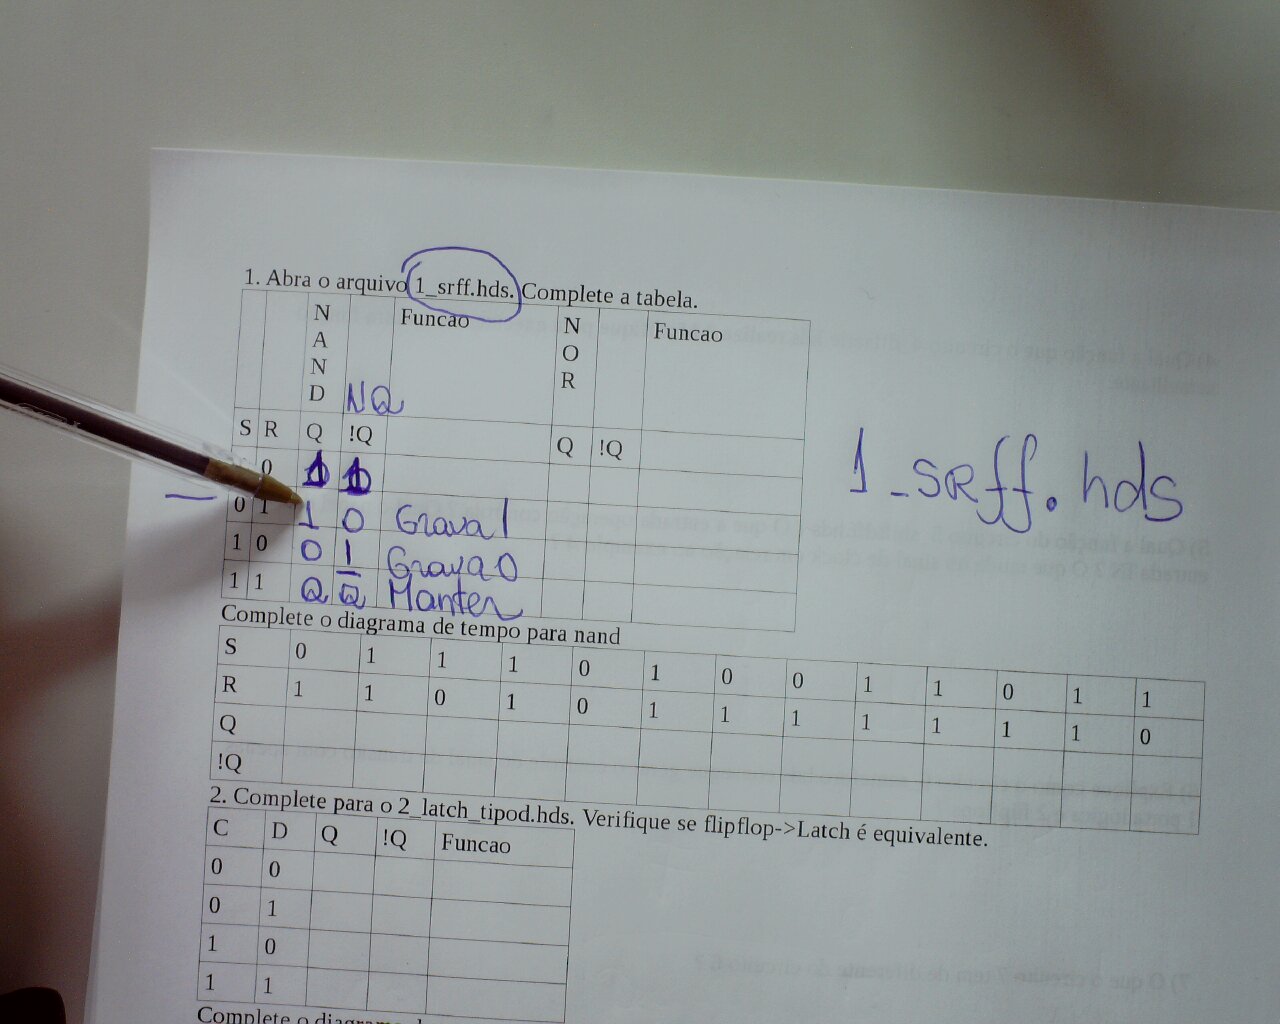 1. Abra o arquivo 1_srff.hds. Complete a tabela.
N A N D NQ Funcao N O R Funcao
S R Q !Q Q !Q
0 1 1
0 1 1 0 Grava 1
1 0 0 1 Grava 0
1 1 Q Q̅ Manter
1_srff.hds
Complete o diagrama de tempo para nand
S 0 1 1 1 0 1 0 0 1 1 0 1 1
R 1 1 0 1 0 1 1 1 1 1 1 1 0
Q
!Q
2. Complete para o 2_latch_tipod.hds. Verifique se flipflop->Latch é equivalente.
C D Q !Q Funcao
0 0
0 1
1 0
1 1
Complete o